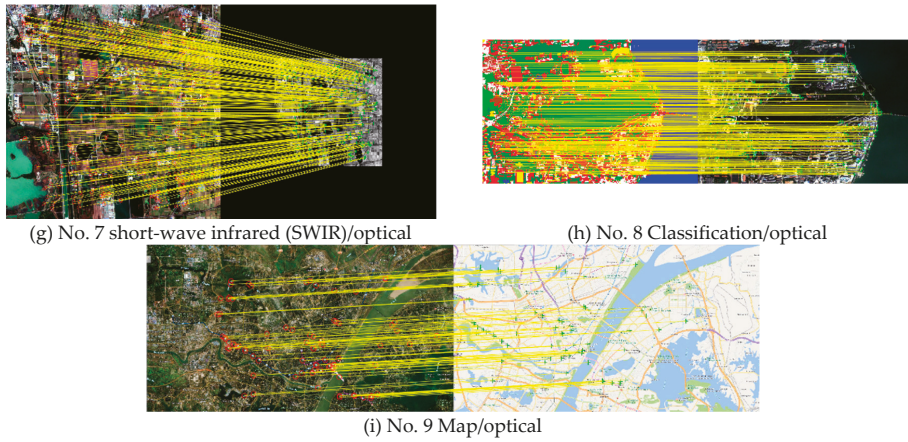 (g) No. 7 short-wave infrared (SWIR)/optical
(h) No. 8 Classification/optical
(i) No. 9 Map/optical